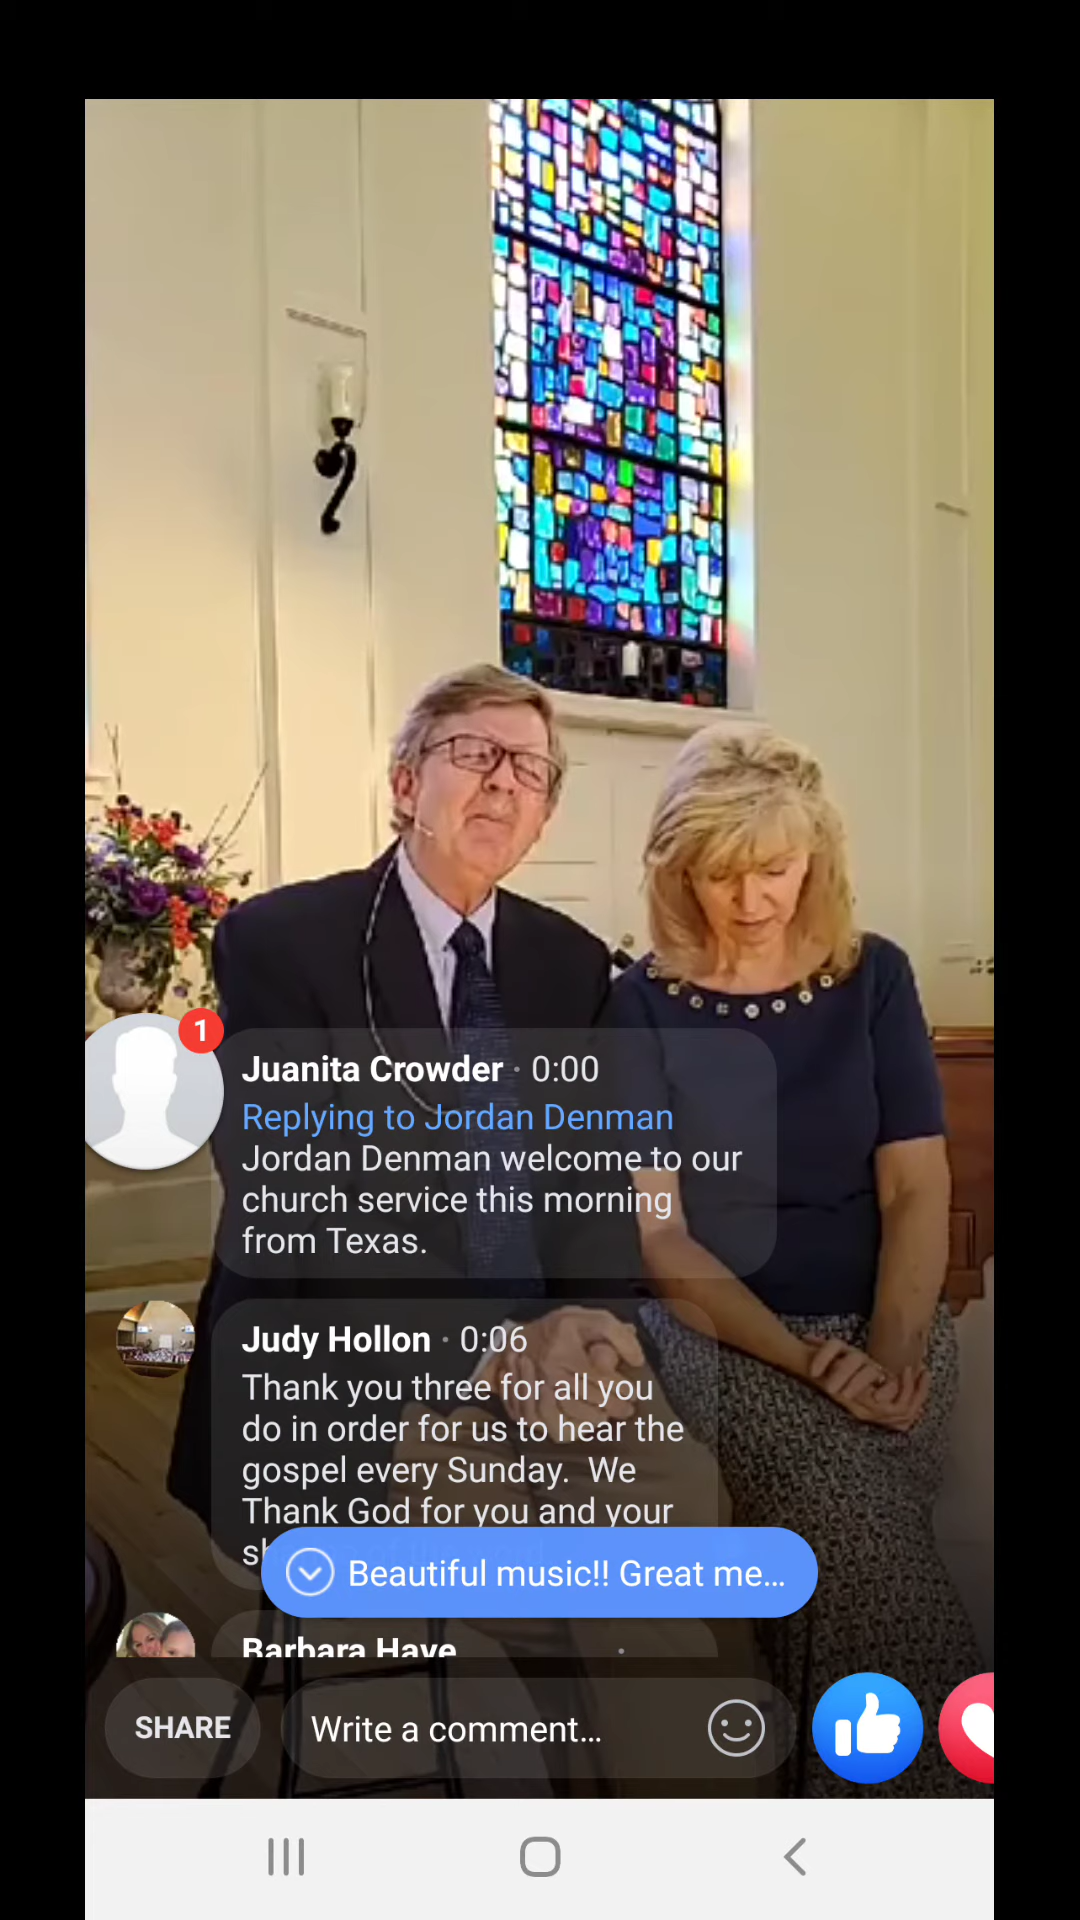 1
Juanita Crowder · 0:00
Replying to Jordan Denman
Jordan Denman welcome to our
church service this morning
from Texas.
Judy Hollon · 0:06
Thank you three for all you
do in order for us to hear the
gospel every Sunday.  We
Thank God for you and your
Beautiful music!! Great me...
Barbara Haye
SHARE
Write a comment...